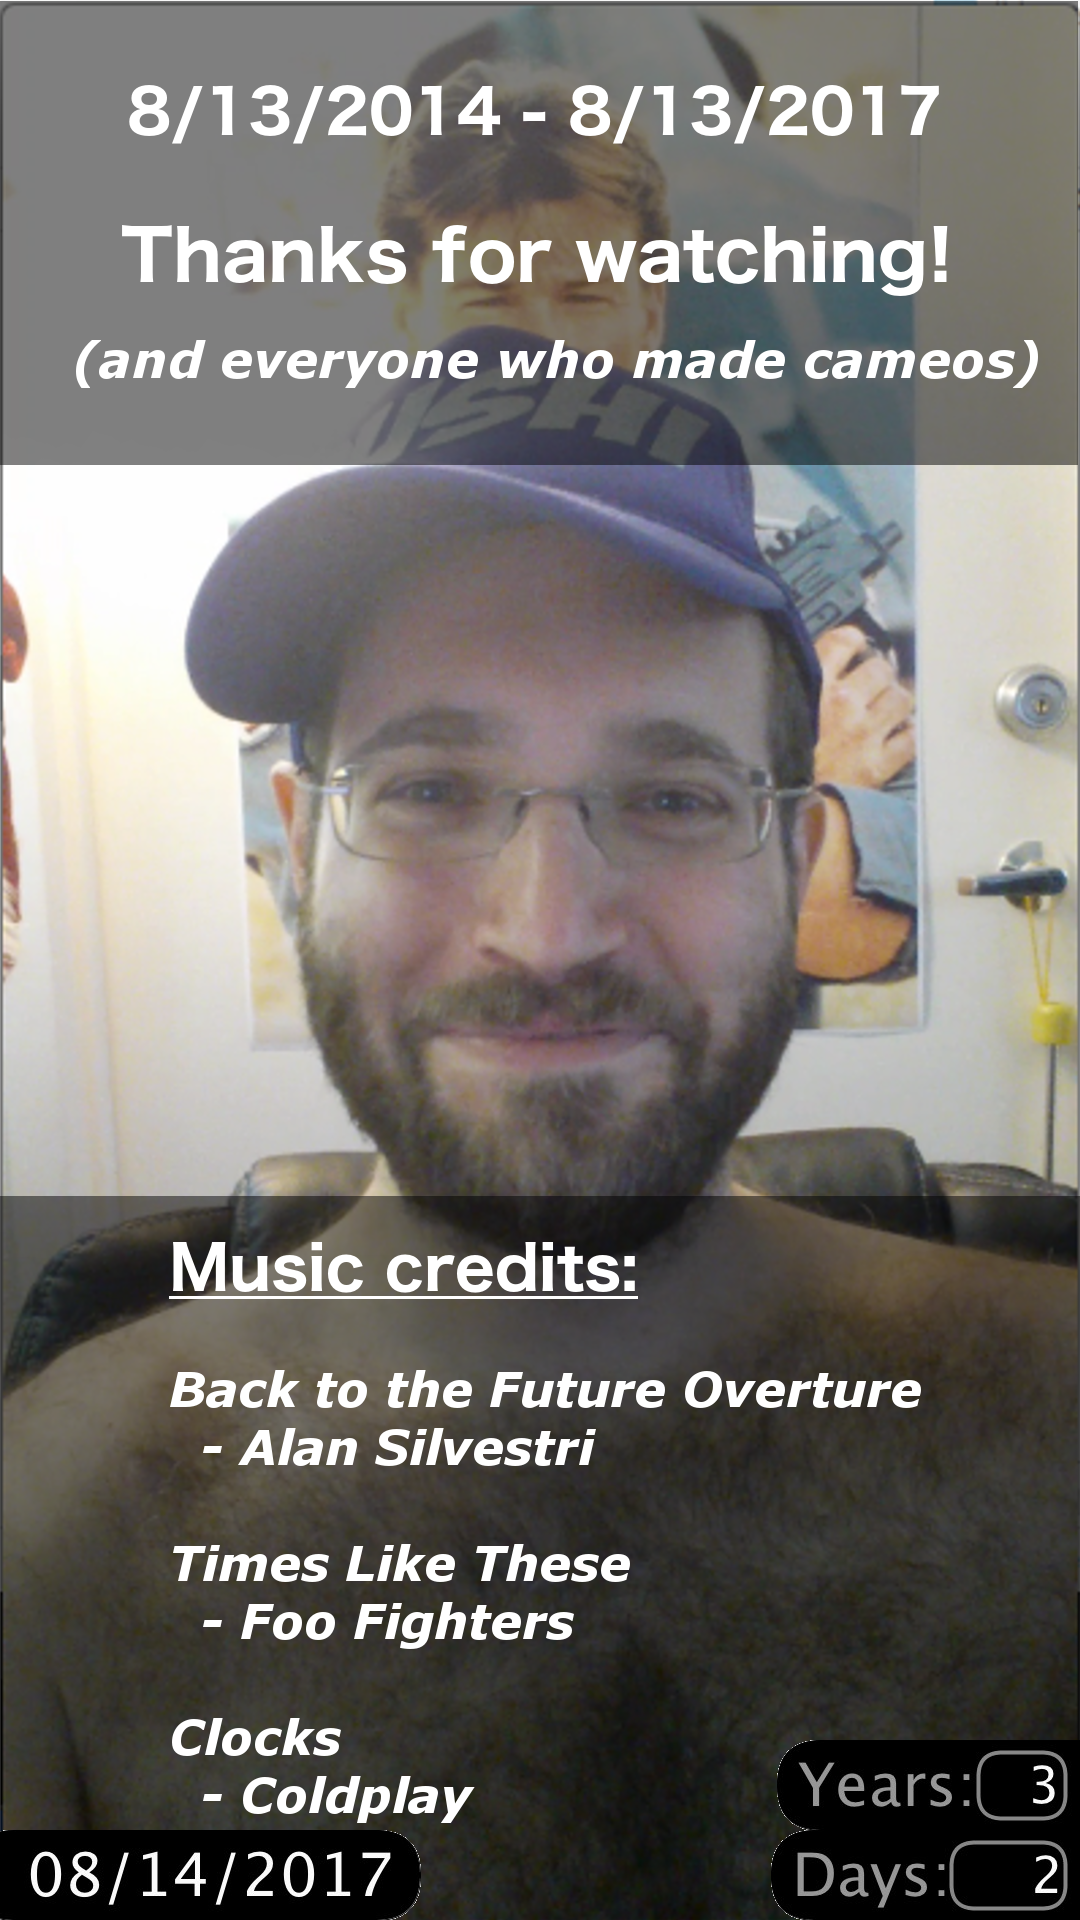 8/13/2014 - 8/13/2017
Thanks for watching!
(and everyone who made cameos)
USHI
Music credits:
Back to the Future Overture
- Alan Silvestri
Times Like These
- Foo Fighters
Clocks
- Coldplay
Years: 3
08/14/2017
Days: 2